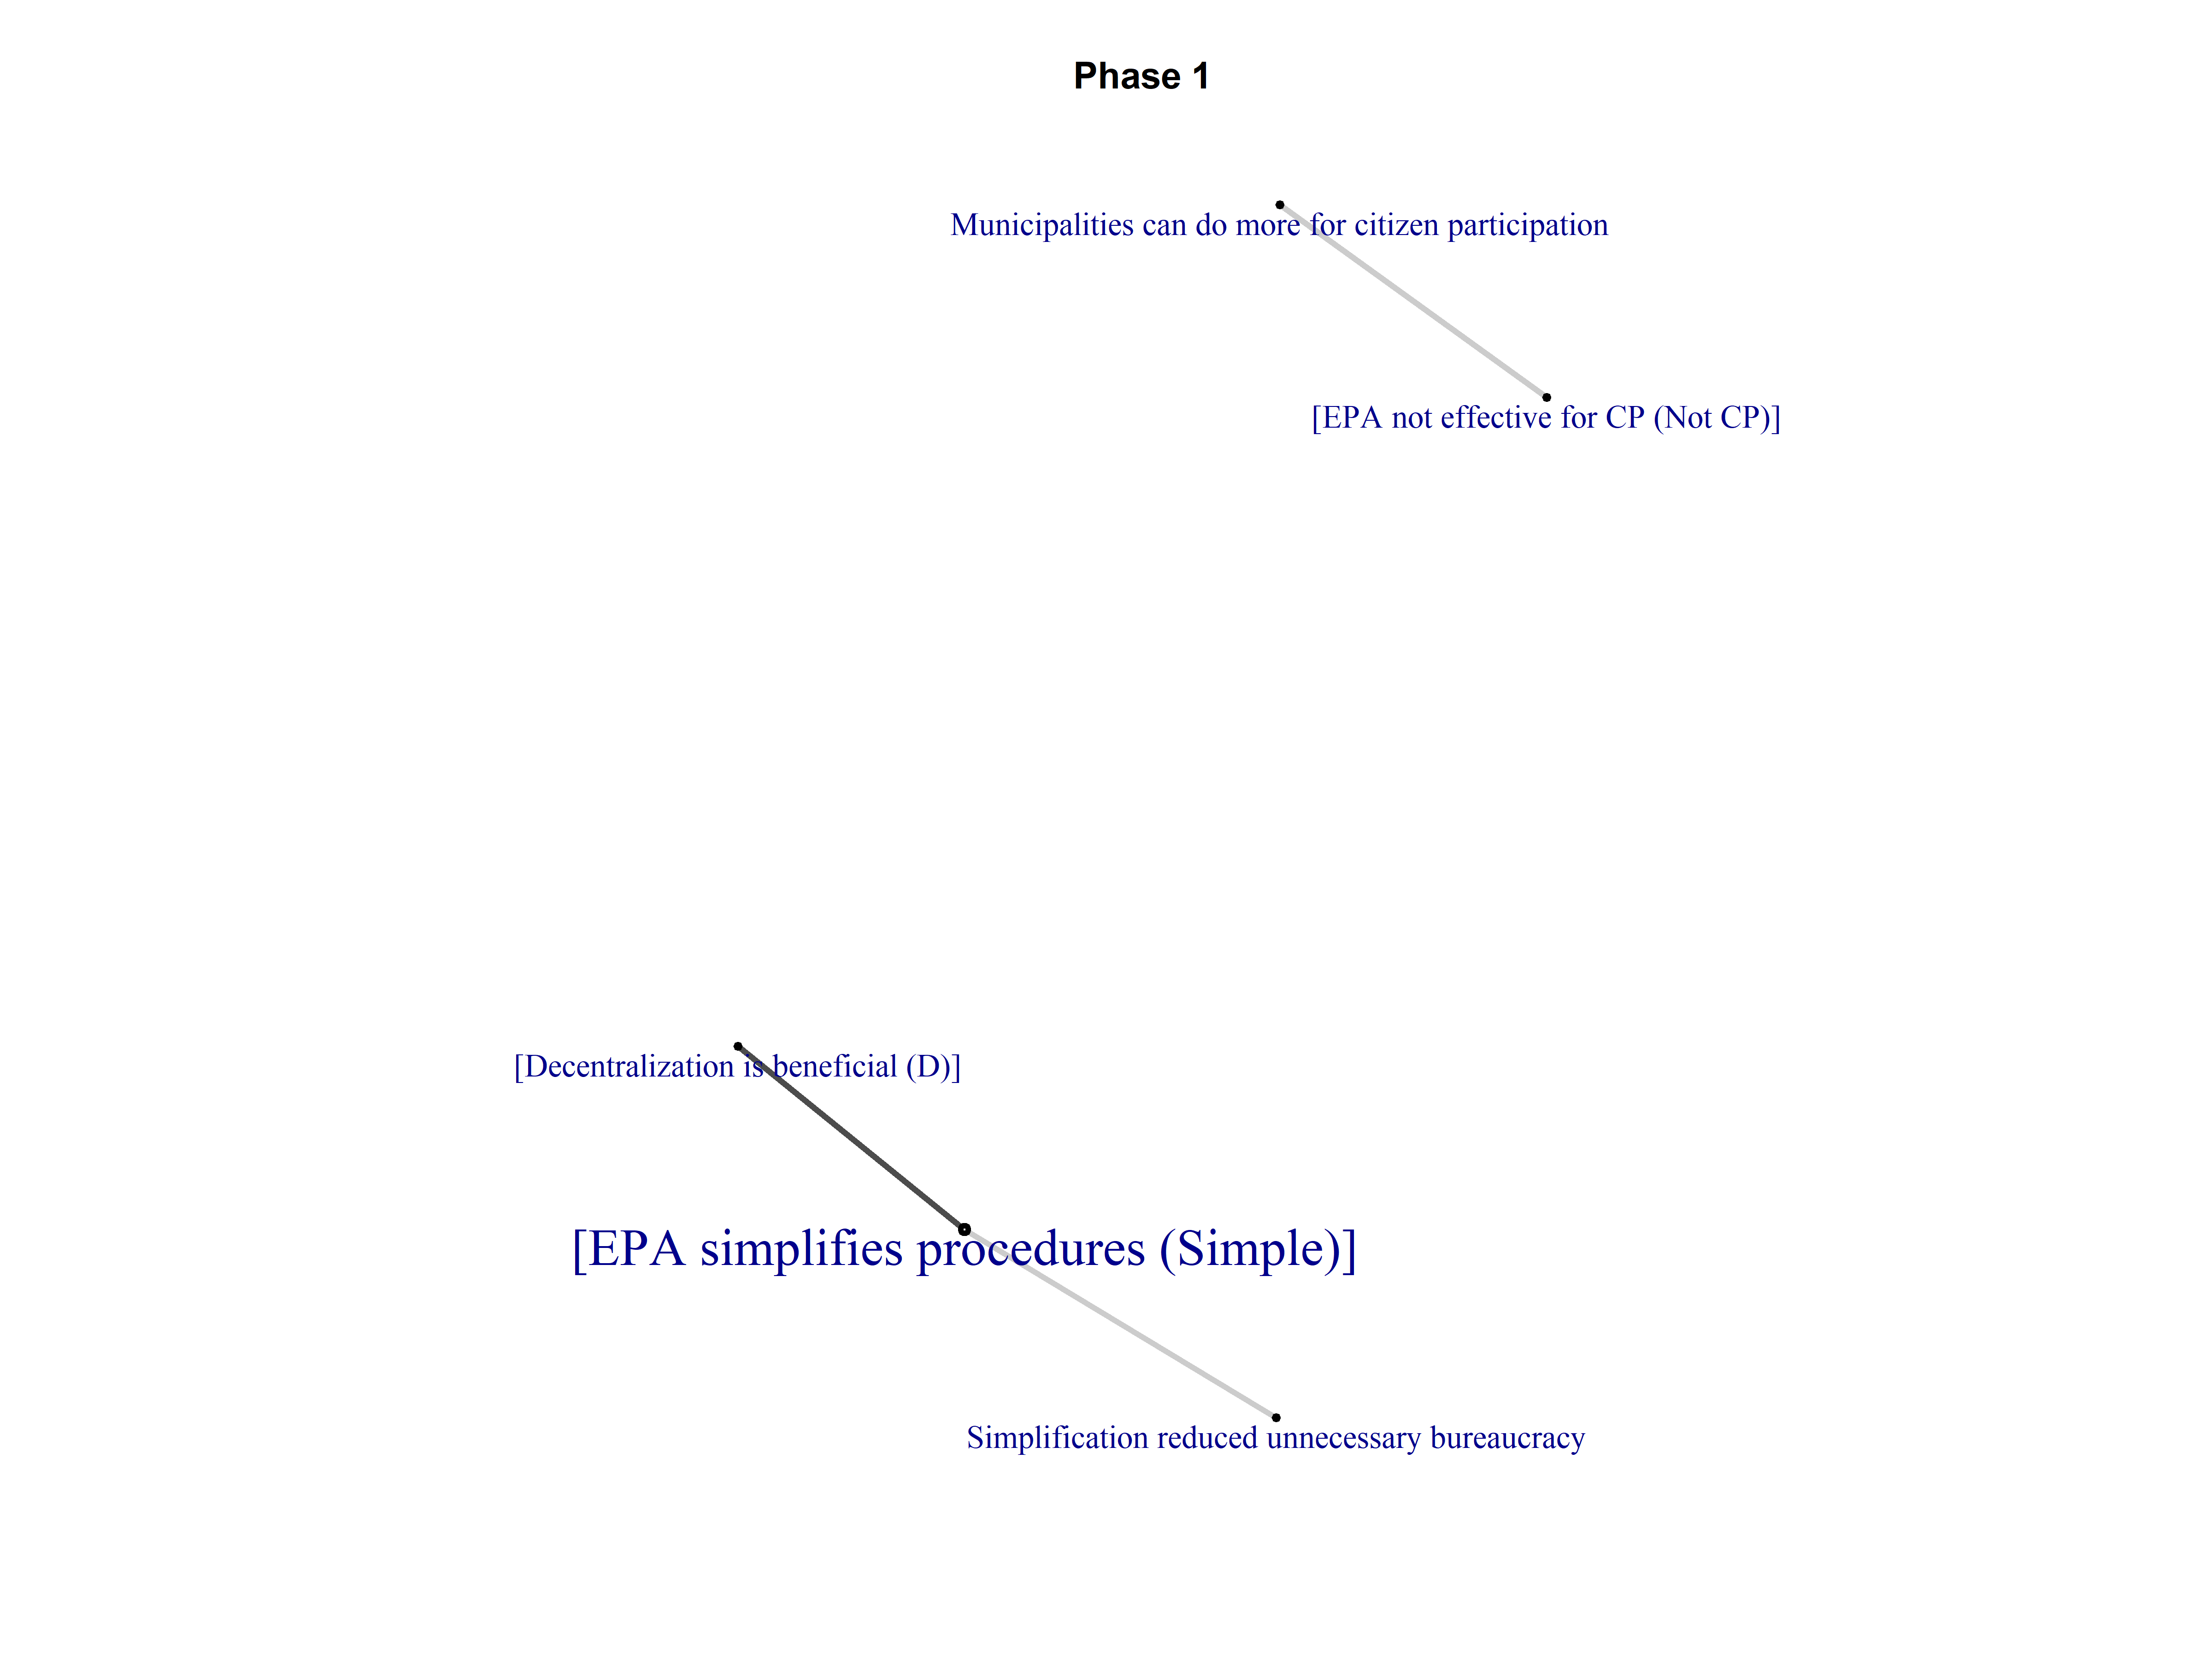 Phase 1
Municipalities can do more for citizen participation
[EPA not effective for CP (Not CP)]
[Decentralization is beneficial (D)]
[EPA simplifies procedures (Simple)]
Simplification reduced unnecessary bureaucracy